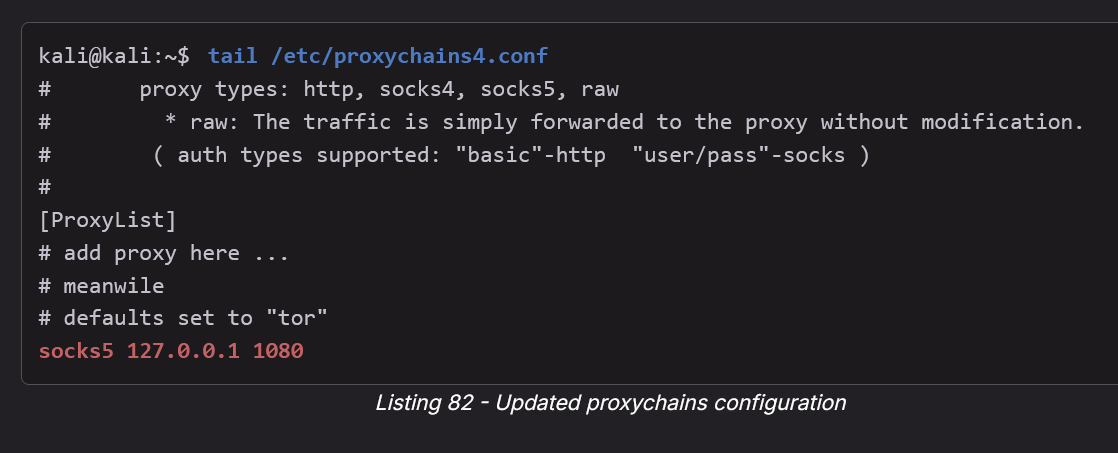 kali@kali:~$ tail /etc/proxychains4.conf
#       proxy types: http, socks4, socks5, raw
#         * raw: The traffic is simply forwarded to the proxy without modification.
#        ( auth types supported: "basic"-http  "user/pass"-socks )
#
[ProxyList]
# add proxy here ...
# meanwile
# defaults set to "tor"
socks5 127.0.0.1 1080
Listing 82 - Updated proxychains configuration